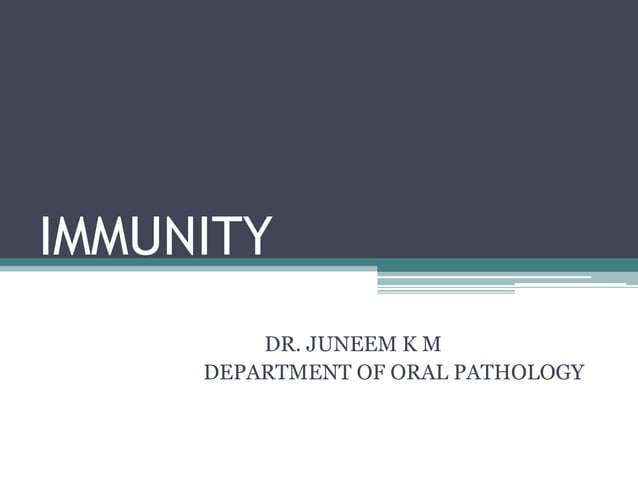 IMMUNITY
DR. JUNEEM K M
DEPARTMENT OF ORAL PATHOLOGY